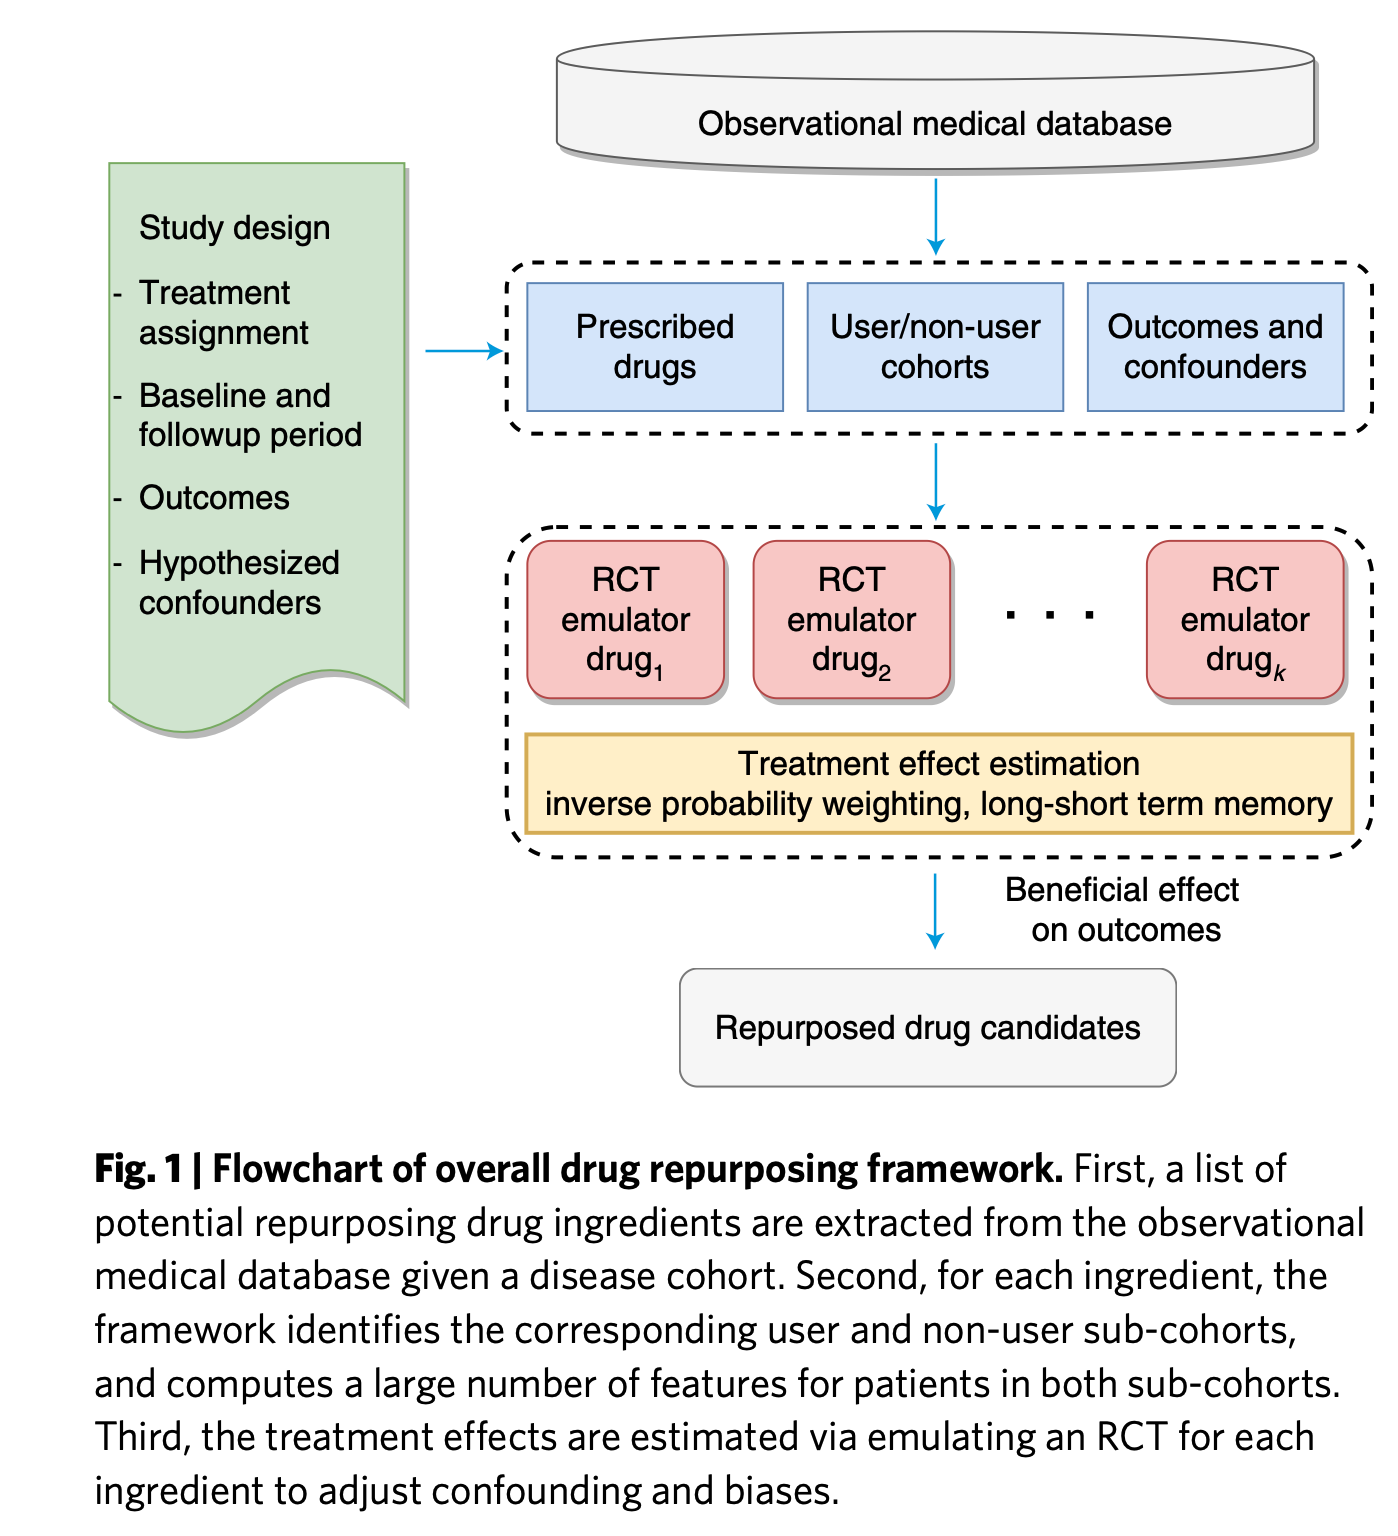 Observational medical database
Study design
- Treatment
assignment
- Baseline and
followup period
- Outcomes
- Hypothesized
confounders
Prescribed
drugs
User/non-user
cohorts
Outcomes and
confounders
RCT
emulator
drug1
RCT
emulator
drug2
. . .
RCT
emulator
drugk
Treatment effect estimation
inverse probability weighting, long-short term memory
Beneficial effect
on outcomes
Repurposed drug candidates
Fig. 1 | Flowchart of overall drug repurposing framework. First, a list of
potential repurposing drug ingredients are extracted from the observational
medical database given a disease cohort. Second, for each ingredient, the
framework identifies the corresponding user and non-user sub-cohorts,
and computes a large number of features for patients in both sub-cohorts.
Third, the treatment effects are estimated via emulating an RCT for each
ingredient to adjust confounding and biases.